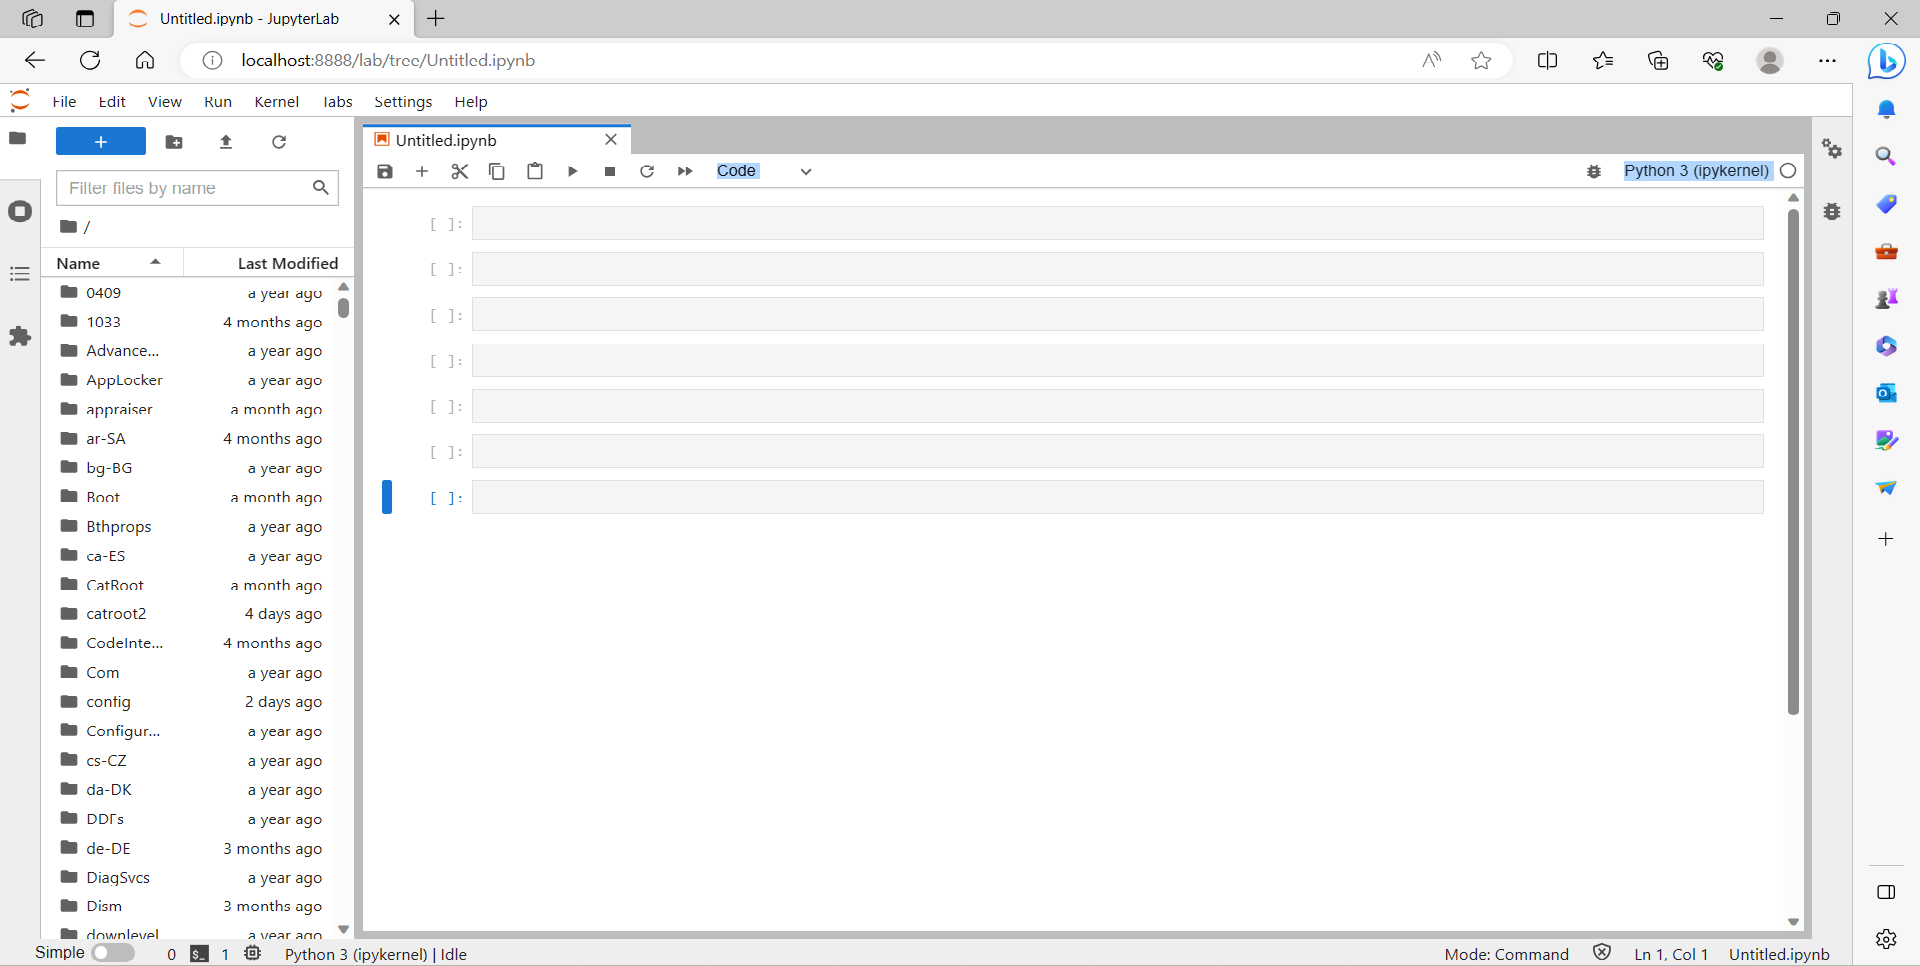 Untitled.ipynb - JupyterLab
localhost:8888/lab/tree/Untitled.ipynb
File Edit View Run Kernel Tabs Settings Help
Untitled.ipynb
Code
Python 3 (ipykernel)
Filter files by name
/
Name Last Modified
0409 a year ago
1033 4 months ago
Advance... a year ago
AppLocker a year ago
appraiser a month ago
ar-SA 4 months ago
bg-BG a year ago
Boot a month ago
Bthprops a year ago
ca-ES a year ago
CatRoot a month ago
catroot2 4 days ago
CodeInte... 4 months ago
Com a year ago
config 2 days ago
Configur... a year ago
cs-CZ a year ago
da-DK a year ago
DDFs a year ago
de-DE 3 months ago
DiagSvcs a year ago
Dism 3 months ago
downlevel a year ago
[ ]:
[ ]:
[ ]:
[ ]:
[ ]:
[ ]:
[ ]:
Simple 0 $_ 1 Python 3 (ipykernel) | Idle
Mode: Command Ln 1, Col 1 Untitled.ipynb